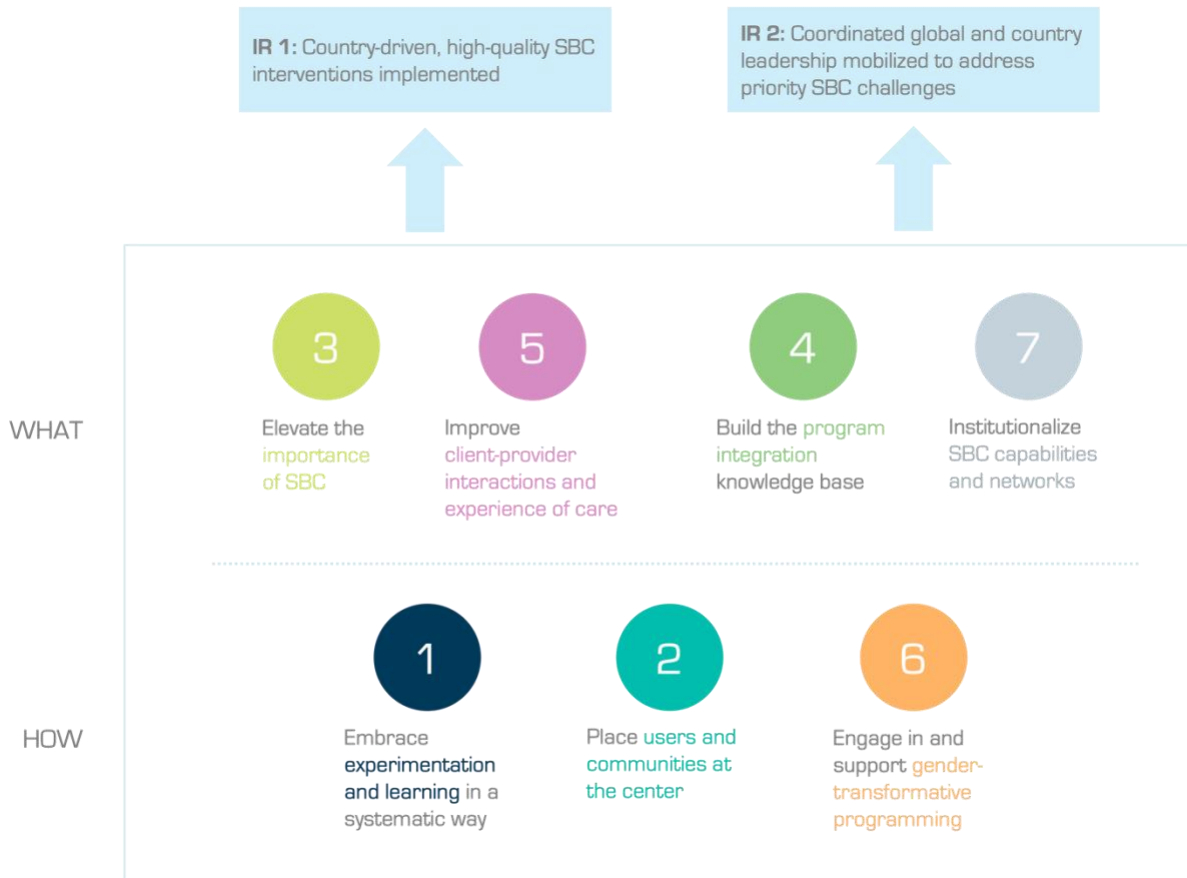 IR 1: Country-driven, high-quality SBC
interventions implemented
IR 2: Coordinated global and country
leadership mobilized to address
priority SBC challenges
WHAT
3
Elevate the
importance
of SBC
5
Improve
client-provider
interactions and
experience of care
4
Build the program
integration
knowledge base
7
Institutionalize
SBC capabilities
and networks
HOW
1
Embrace
experimentation
and learning in a
systematic way
2
Place users and
communities at
the center
6
Engage in and
support gender-
transformative
programming